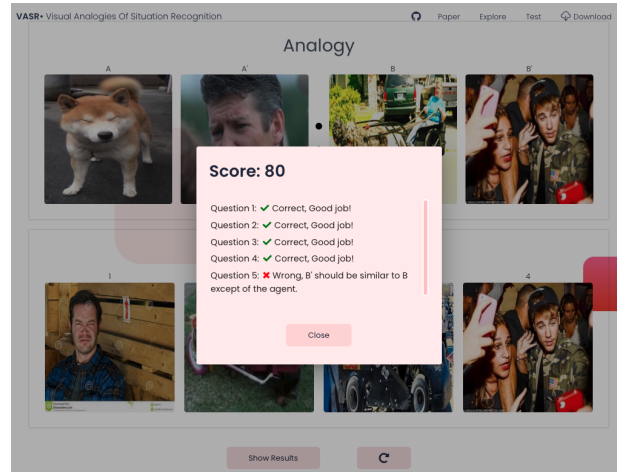 VASR• Visual Analogies Of Situation Recognition Paper Explore Test Download
Analogy
A A' B B'
Score: 80
Question 1: ✔ Correct, Good job!
Question 2: ✔ Correct, Good job!
Question 3: ✔ Correct, Good job!
Question 4: ✔ Correct, Good job!
Question 5: ✖ Wrong, B' should be similar to B
except of the agent.
1 4
Close
Show Results